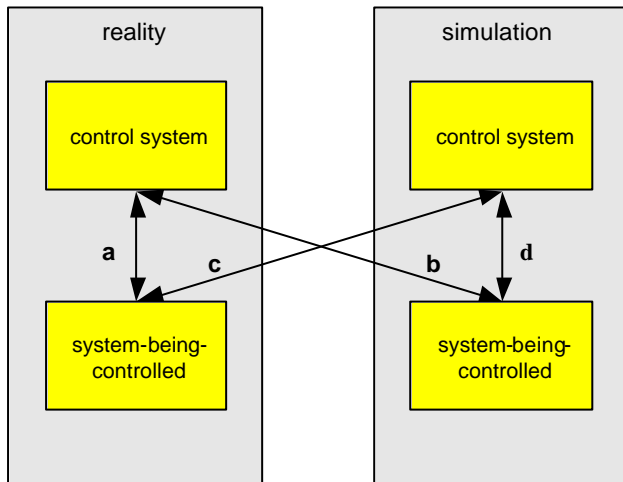 reality
simulation
control system
control system
a
c
b
d
system-being-
controlled
system-being-
controlled